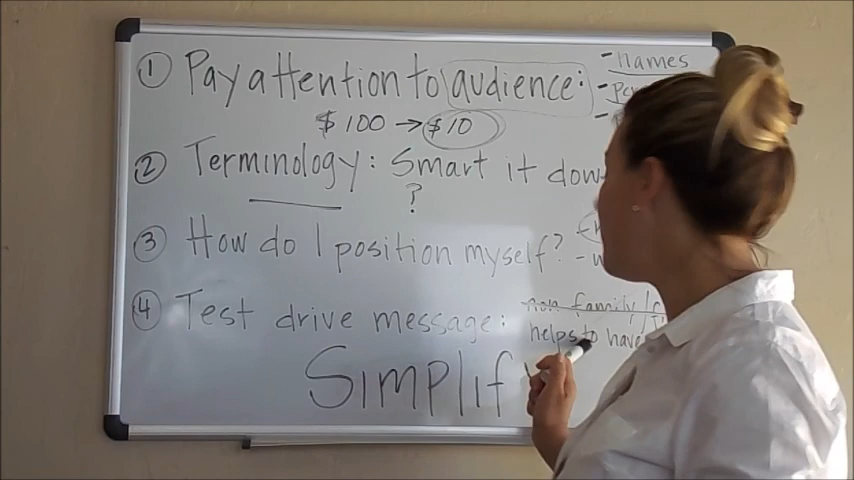 ① Pay attention to audience:
- names
$100 → $10
② Terminology: Smart it down
?
③ How do I position myself?
④ Test drive message: non family
helps to have
Simplif